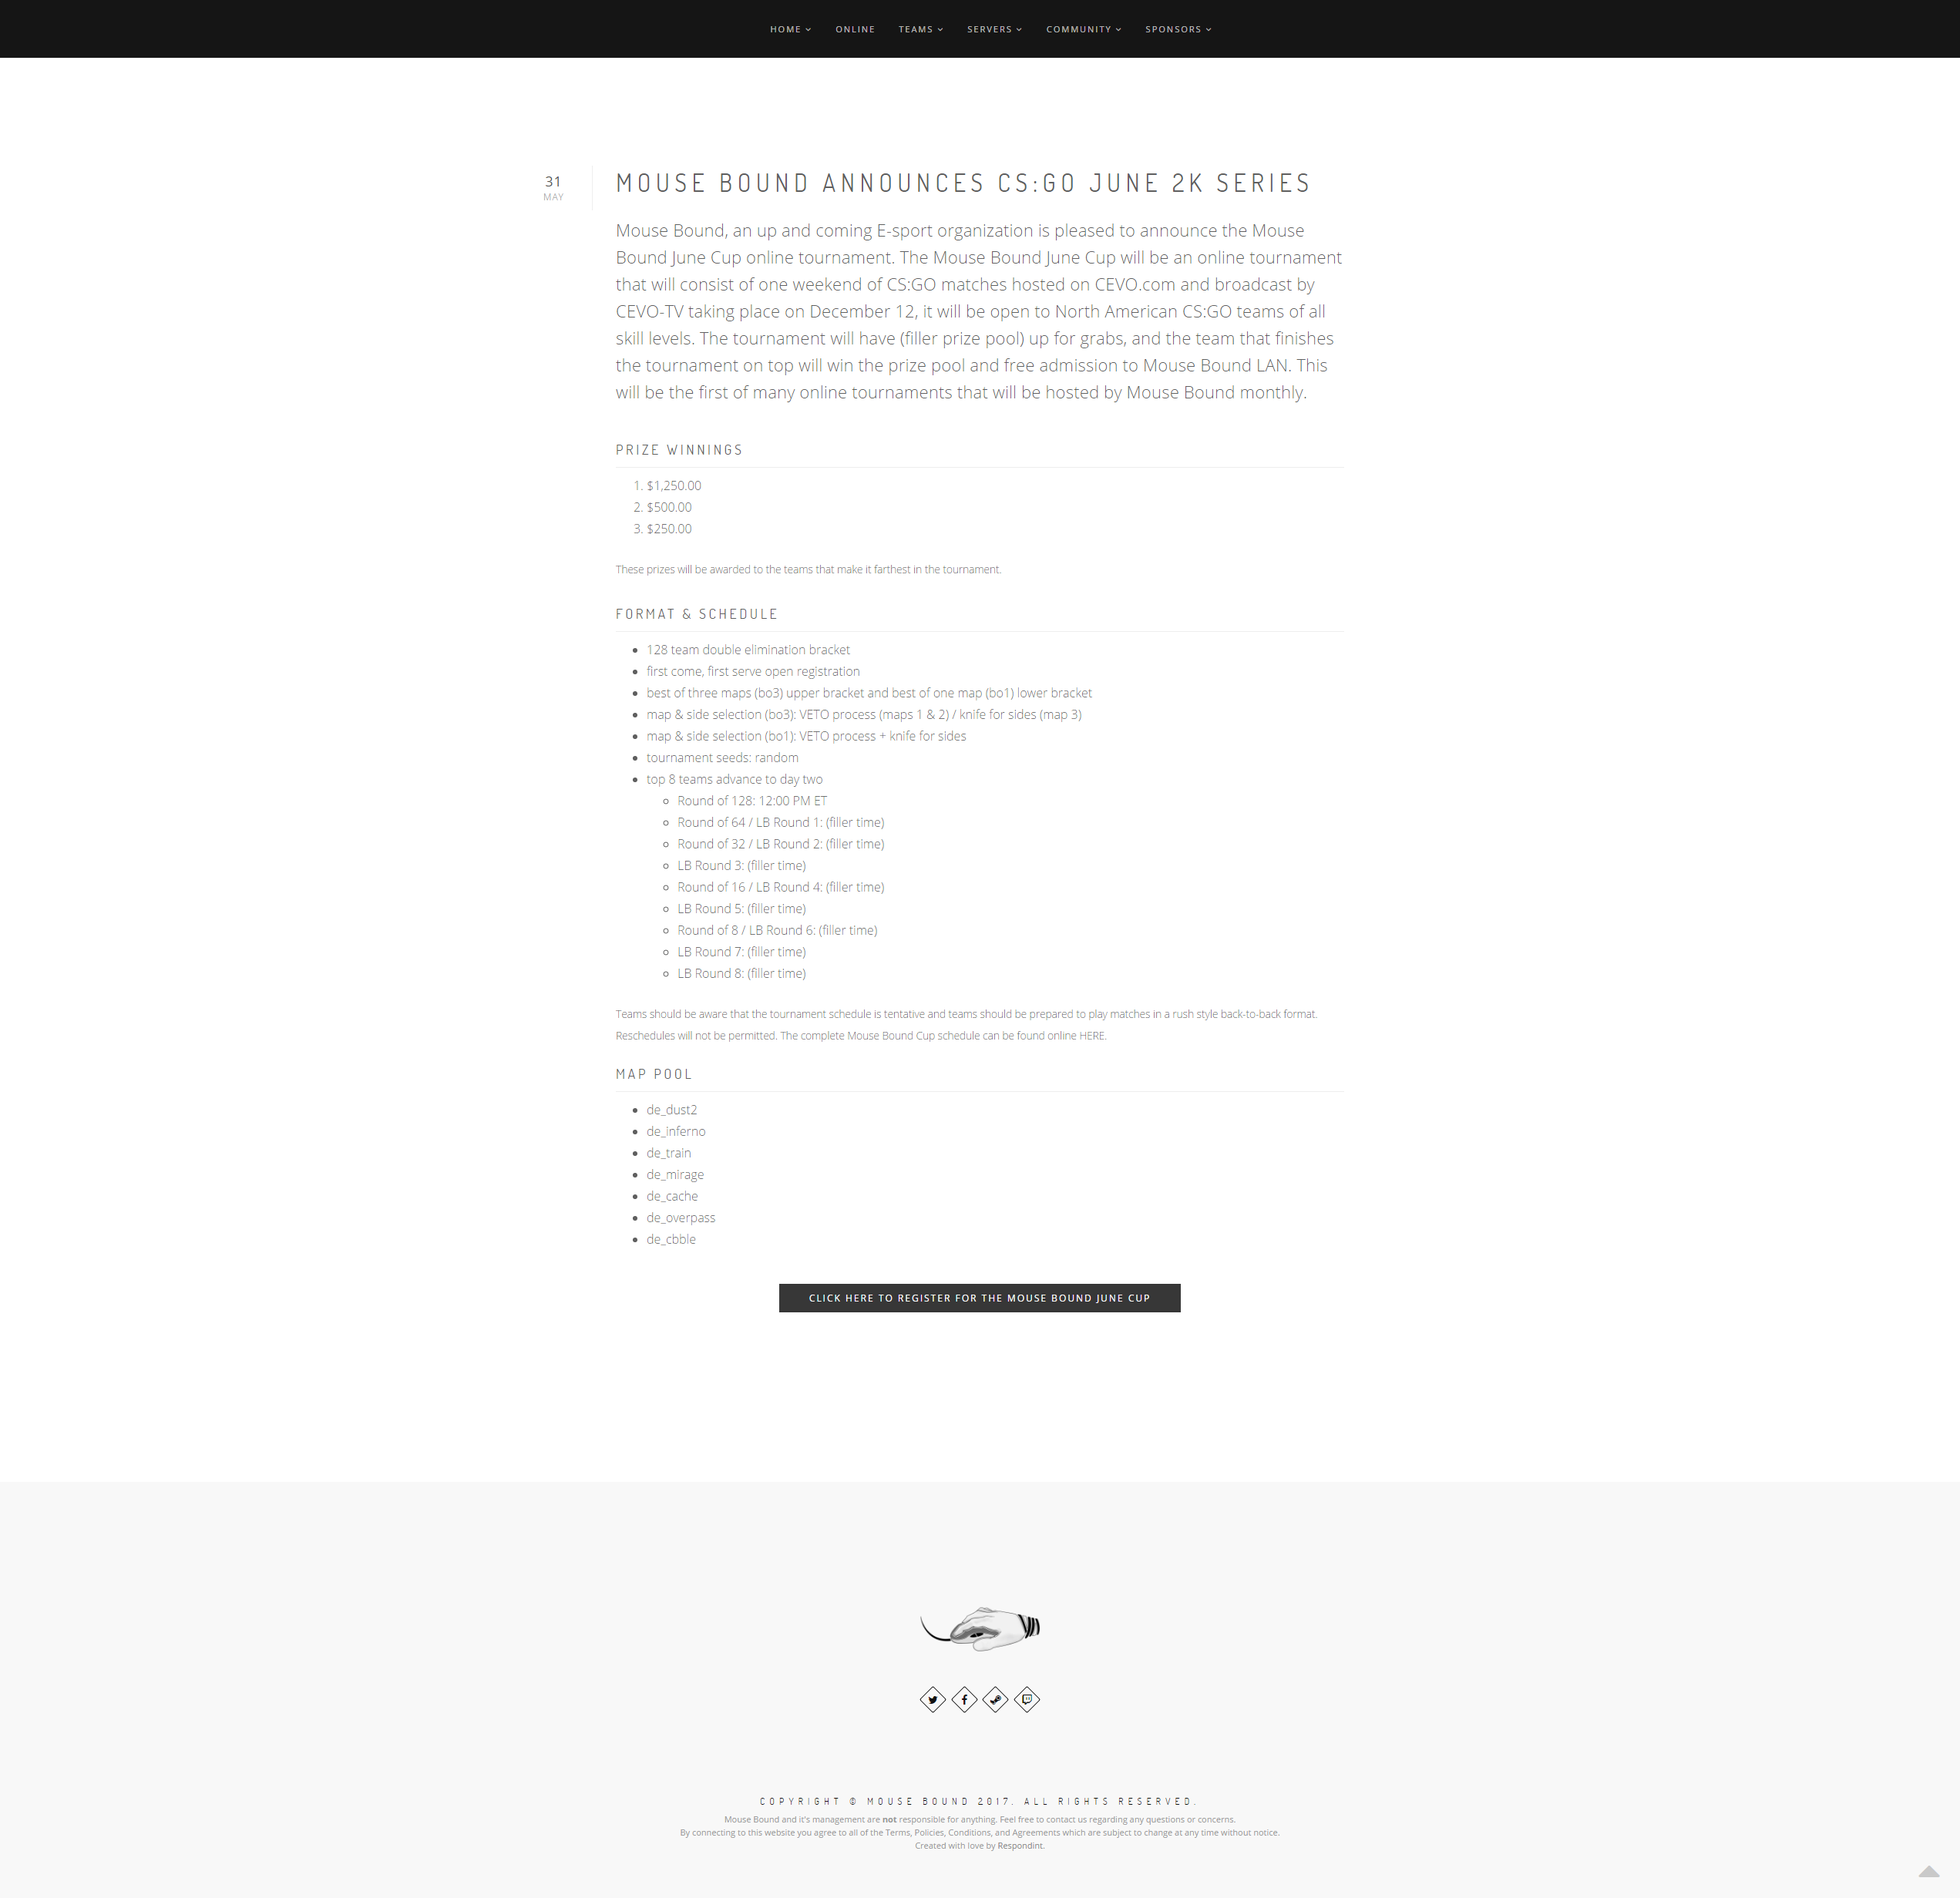 HOME ONLINE TEAMS SERVERS COMMUNITY SPONSORS
31
MAY
MOUSE BOUND ANNOUNCES CS:GO JUNE 2K SERIES
Mouse Bound, an up and coming E-sport organization is pleased to announce the Mouse
Bound June Cup online tournament. The Mouse Bound June Cup will be an online tournament
that will consist of one weekend of CS:GO matches hosted on CEVO.com and broadcast by
CEVO-TV taking place on December 12, it will be open to North American CS:GO teams of all
skill levels. The tournament will have (filler prize pool) up for grabs, and the team that finishes
the tournament on top will win the prize pool and free admission to Mouse Bound LAN. This
will be the first of many online tournaments that will be hosted by Mouse Bound monthly.
PRIZE WINNINGS
1. $1,250.00
2. $500.00
3. $250.00
These prizes will be awarded to the teams that make it farthest in the tournament.
FORMAT & SCHEDULE
128 team double elimination bracket
first come, first serve open registration
best of three maps (bo3) upper bracket and best of one map (bo1) lower bracket
map & side selection (bo3): VETO process (maps 1 & 2) / knife for sides (map 3)
map & side selection (bo1): VETO process + knife for sides
tournament seeds: random
top 8 teams advance to day two
Round of 128: 12:00 PM ET
Round of 64 / LB Round 1: (filler time)
Round of 32 / LB Round 2: (filler time)
LB Round 3: (filler time)
Round of 16 / LB Round 4: (filler time)
LB Round 5: (filler time)
Round of 8 / LB Round 6: (filler time)
LB Round 7: (filler time)
LB Round 8: (filler time)
Teams should be aware that the tournament schedule is tentative and teams should be prepared to play matches in a rush style back-to-back format.
Reschedules will not be permitted. The complete Mouse Bound Cup schedule can be found online HERE.
MAP POOL
de_dust2
de_inferno
de_train
de_mirage
de_cache
de_overpass
de_cbble
CLICK HERE TO REGISTER FOR THE MOUSE BOUND JUNE CUP
COPYRIGHT © MOUSE BOUND 2017. ALL RIGHTS RESERVED.
Mouse Bound and it's management are not responsible for anything. Feel free to contact us regarding any questions or concerns.
By connecting to this website you agree to all of the Terms, Policies, Conditions, and Agreements which are subject to change at any time without notice.
Created with love by Respondint.